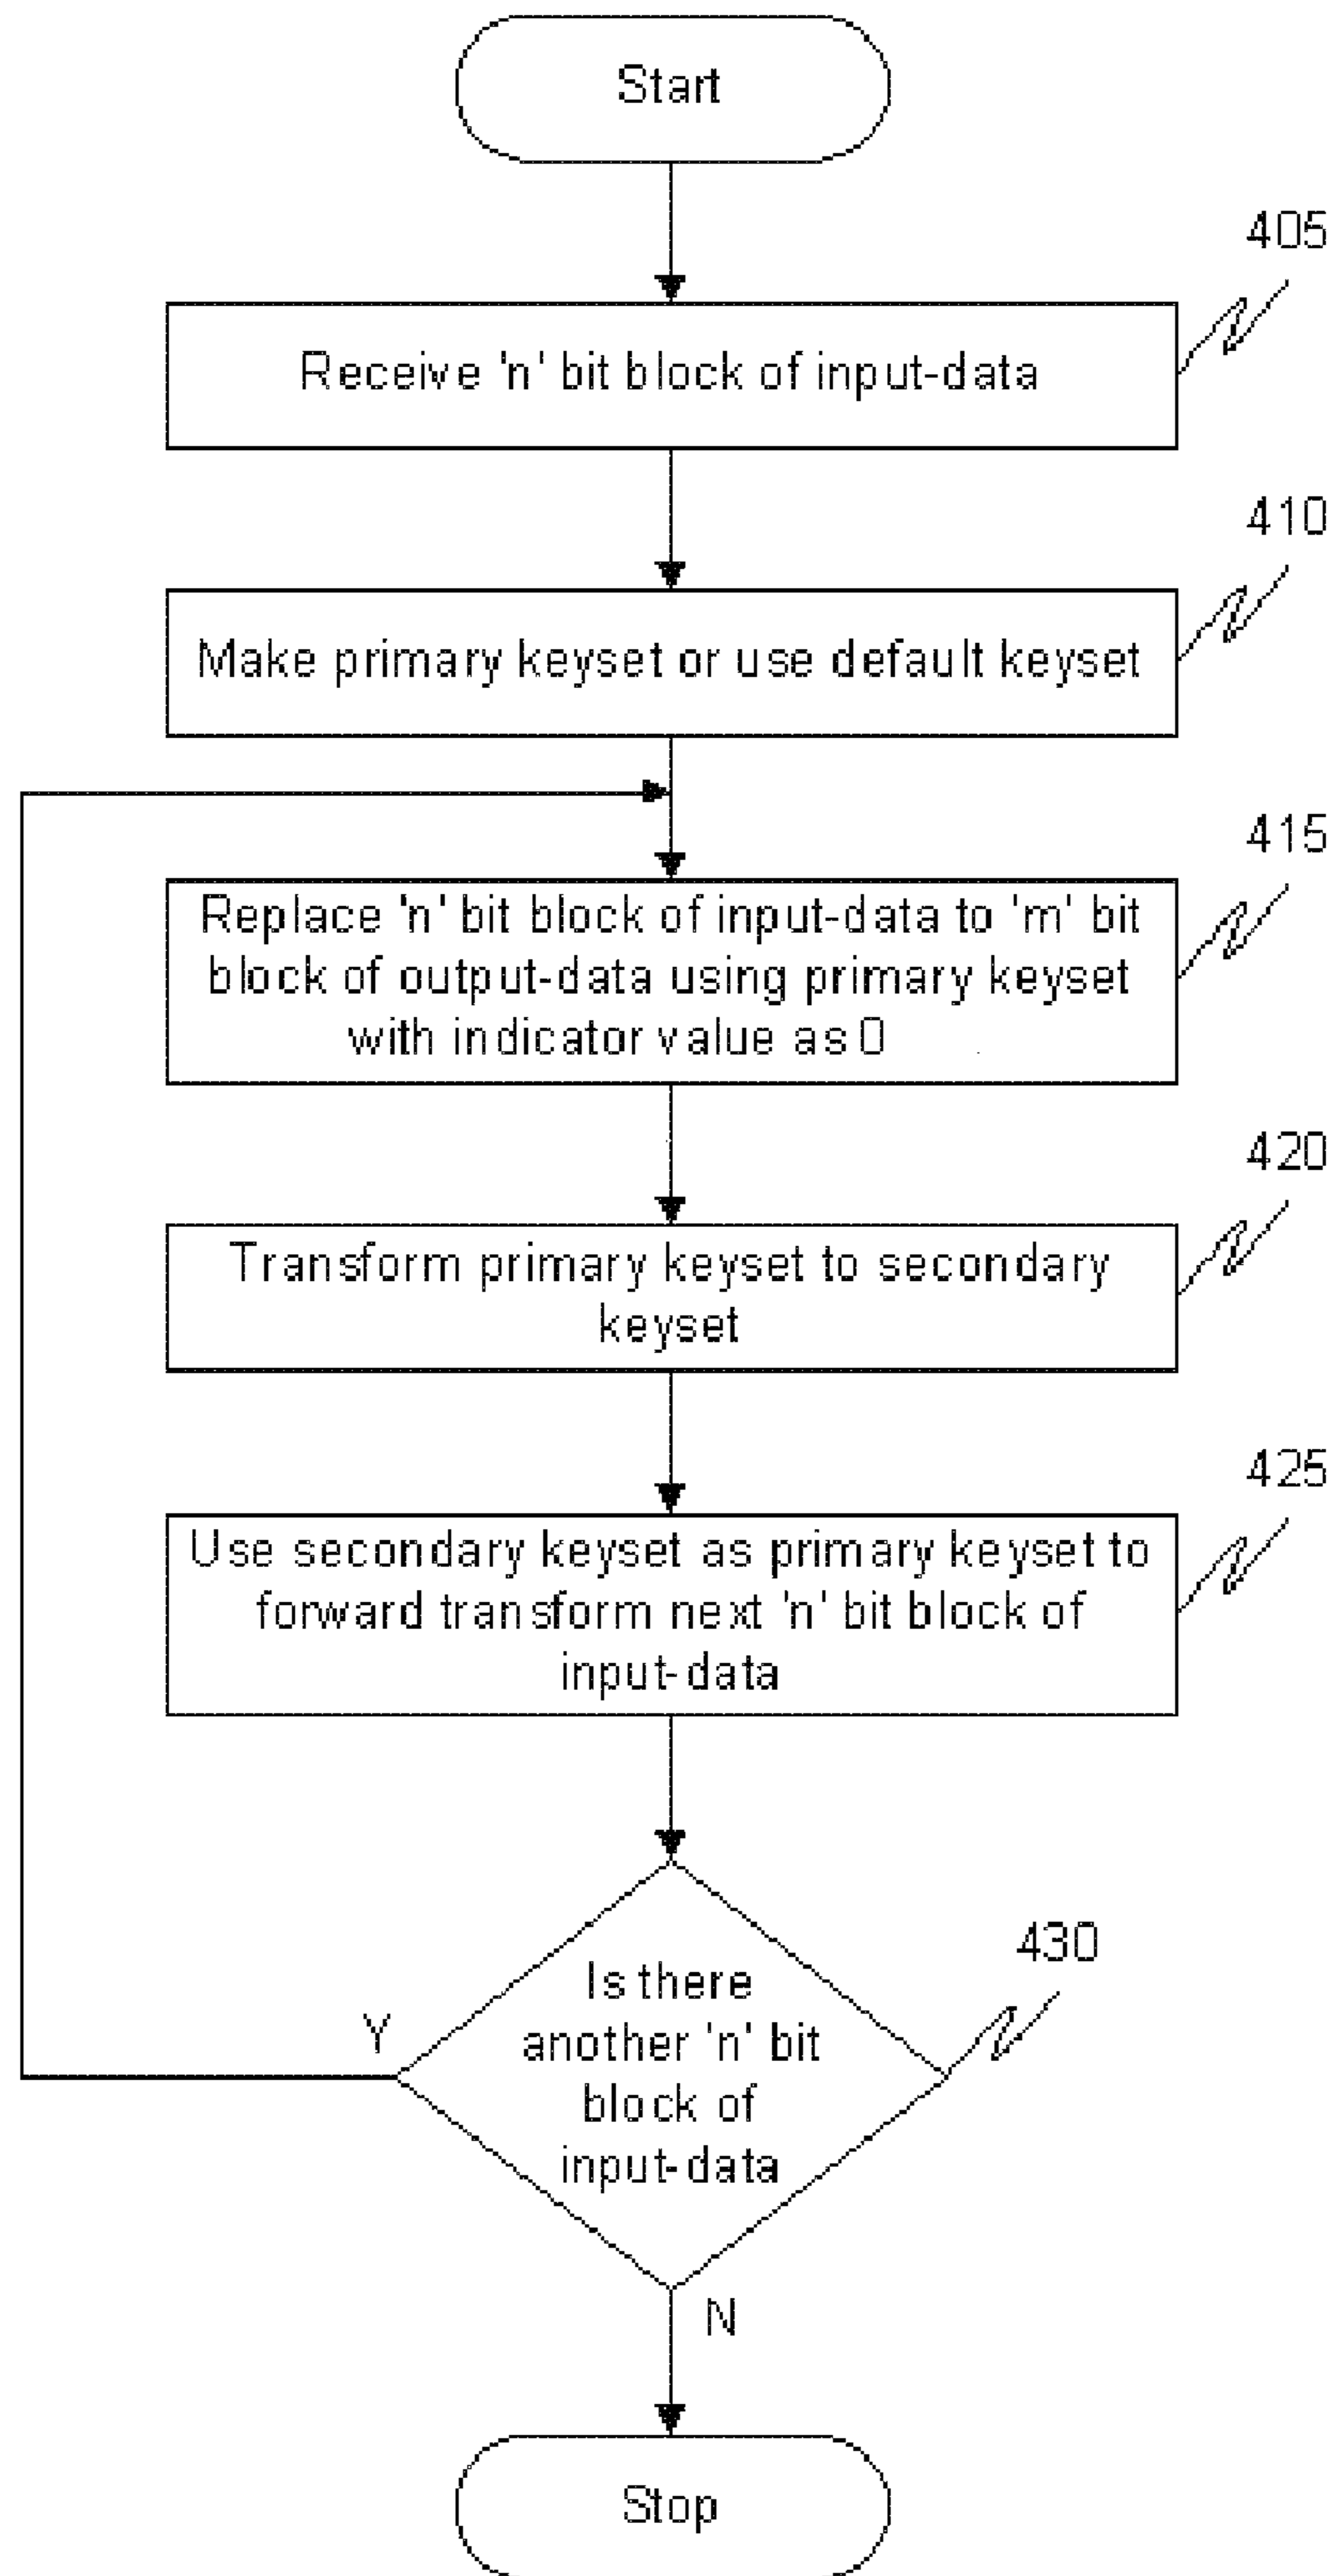 Start
405
Receive 'n' bit block of input-data
410
Make primary keyset or use default keyset
415
Replace 'n' bit block of input-data to 'm' bit
block of output-data using primary keyset
with indicator value as 0
420
Transform primary keyset to secondary
keyset
425
Use secondary keyset as primary keyset to
forward transform next 'n' bit block of
input-data
430
Is there
another 'n' bit
block of
input-data
Y
N
Stop